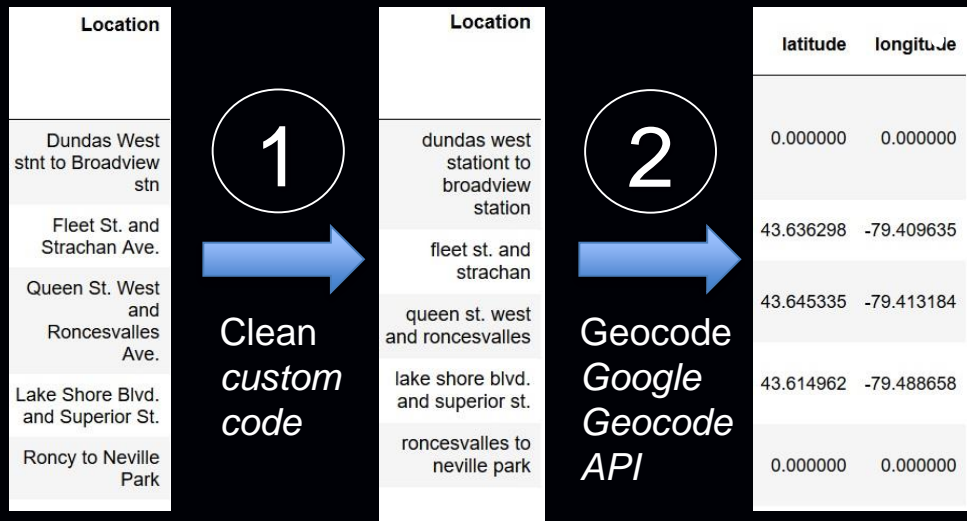 Location
Dundas West
stnt to Broadview
stn
Fleet St. and
Strachan Ave.
Queen St. West
and
Roncesvalles
Ave.
Lake Shore Blvd.
and Superior St.
Roncy to Neville
Park
1
Clean
custom
code
Location
dundas west
stationt to
broadview
station
fleet st. and
strachan
queen st. west
and roncesvalles
lake shore blvd.
and superior st.
roncesvalles to
neville park
2
Geocode
Google
Geocode
API
latitude longitude
0.000000 0.000000
43.636298 -79.409635
43.645335 -79.413184
43.614962 -79.488658
0.000000 0.000000